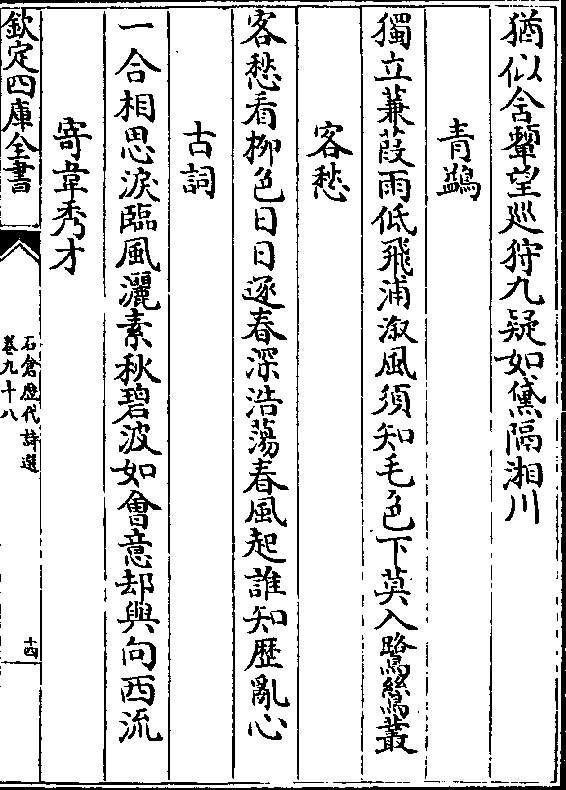 猶似含顰望巡狩九疑如黛隔湘川
青鷁
獨立蒹葭雨低飛浦漵風須知毛色下莫入鷺鷥叢
客愁
客愁看柳色日日逐春深浩蕩春風起誰知歷亂心
古詞
一合相思淚臨風灑素秋碧波如會意却與向西流
寄韋秀才
欽定四庫全書
石倉歷代詩選
卷九十八
十四